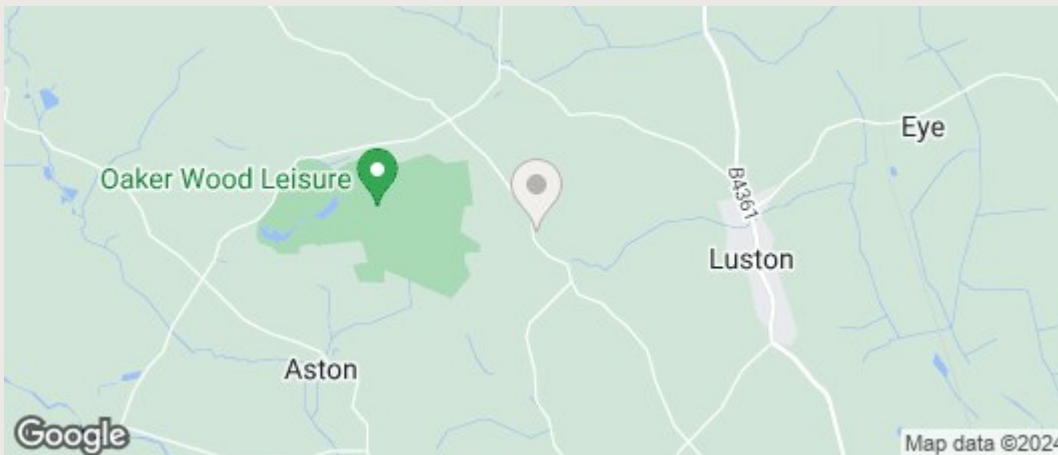 Eye
Oaker Wood Leisure
B4361
Luston
Aston
Google
Map data ©2024